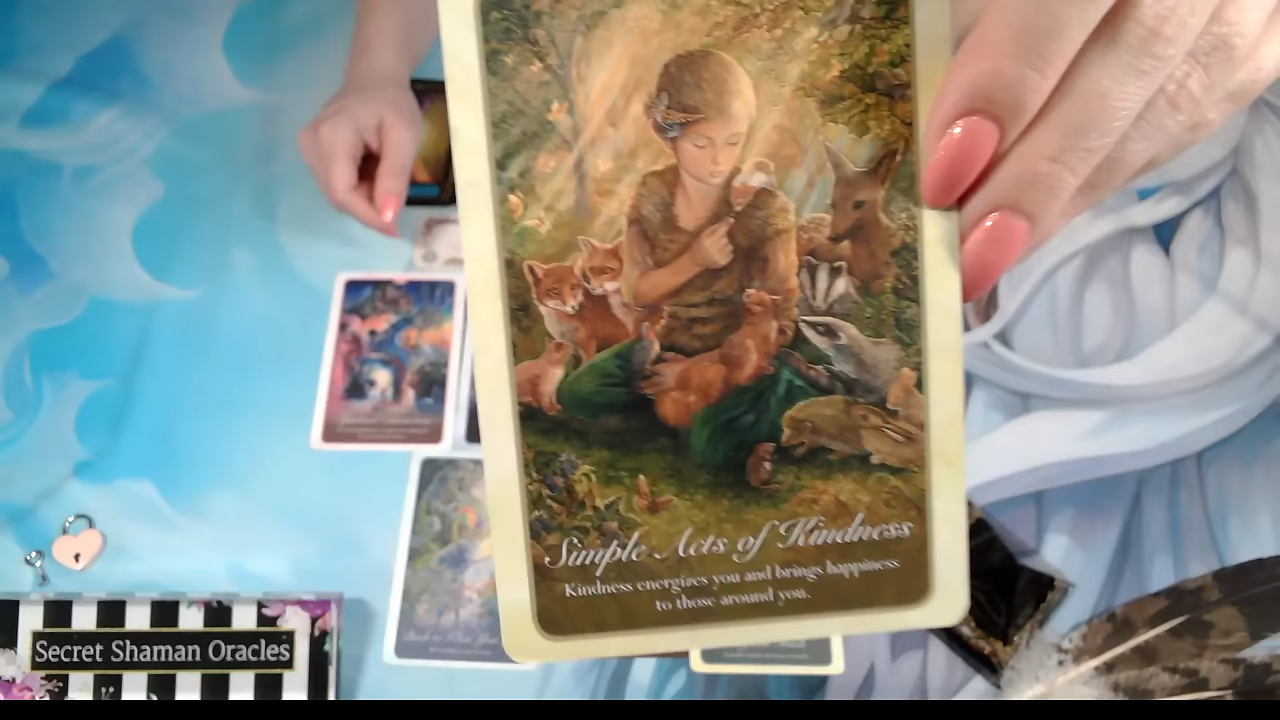 Simple Acts of Kindness
Kindness energizes you and brings happiness
to those around you.
Secret Shaman Oracles